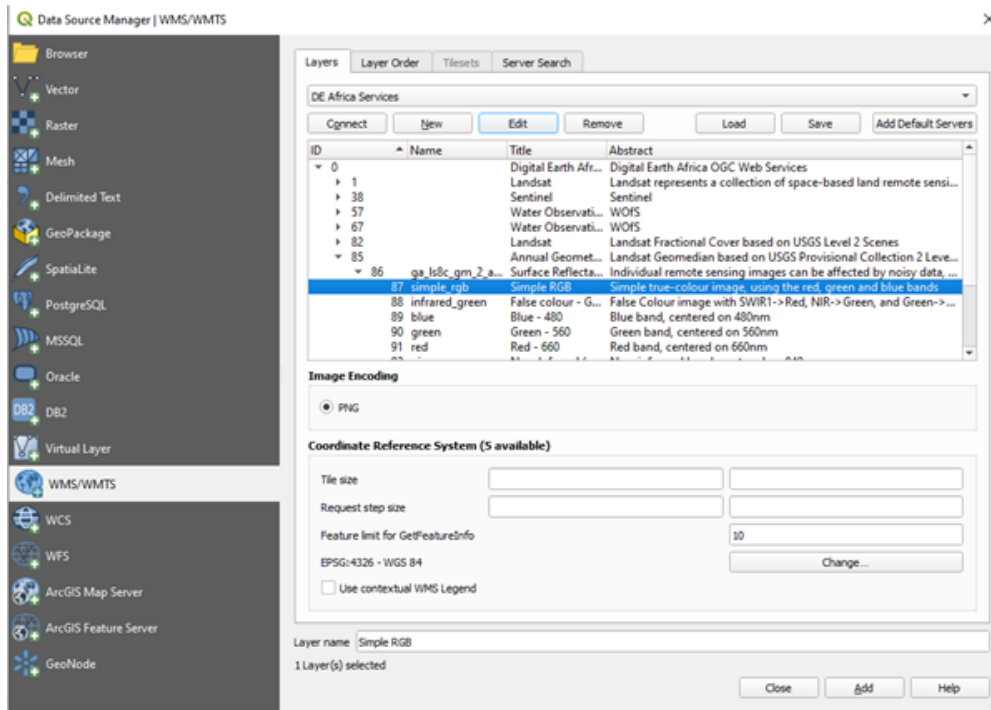 Data Source Manager | WMS/WMTS
Browser
Vector
Raster
Mesh
Delimited Text
GeoPackage
SpatiaLite
PostgreSQL
MSSQL
Oracle
DB2 DB2
Virtual Layer
WMS/WMTS
WCS
WFS
ArcGIS Map Server
ArcGIS Feature Server
GeoNode
Layers Layer Order Tilesets Server Search
DE Africa Services
Connect New Edit Remove Load Save Add Default Servers
ID Name Title Abstract
0 Digital Earth Afr... Digital Earth Africa OGC Web Services
1 Landsat Landsat represents a collection of space-based land remote sensi...
38 Sentinel Sentinel
57 Water Observati... WOfS
67 Water Observati... WOfS
82 Landsat Landsat Fractional Cover based on USGS Level 2 Scenes
85 Annual Geomet... Landsat Geomedian based on USGS Provisional Collection 2 Leve...
86 ga_ls8c_gm_2_a... Surface Reflecta... Individual remote sensing images can be affected by noisy data, ...
87 simple_rgb Simple RGB Simple true-colour image, using the red, green and blue bands
88 infrared_green False colour - G... False Colour image with SWIR1->Red, NIR->Green, and Green->...
89 blue Blue - 480 Blue band, centered on 480nm
90 green Green - 560 Green band, centered on 560nm
91 red Red - 660 Red band, centered on 660nm
Image Encoding
PNG
Coordinate Reference System (5 available)
Tile size
Request step size
Feature limit for GetFeatureInfo 10
EPSG:4326 - WGS 84 Change...
Use contextual WMS Legend
Layer name Simple RGB
1 Layer(s) selected
Close Add Help